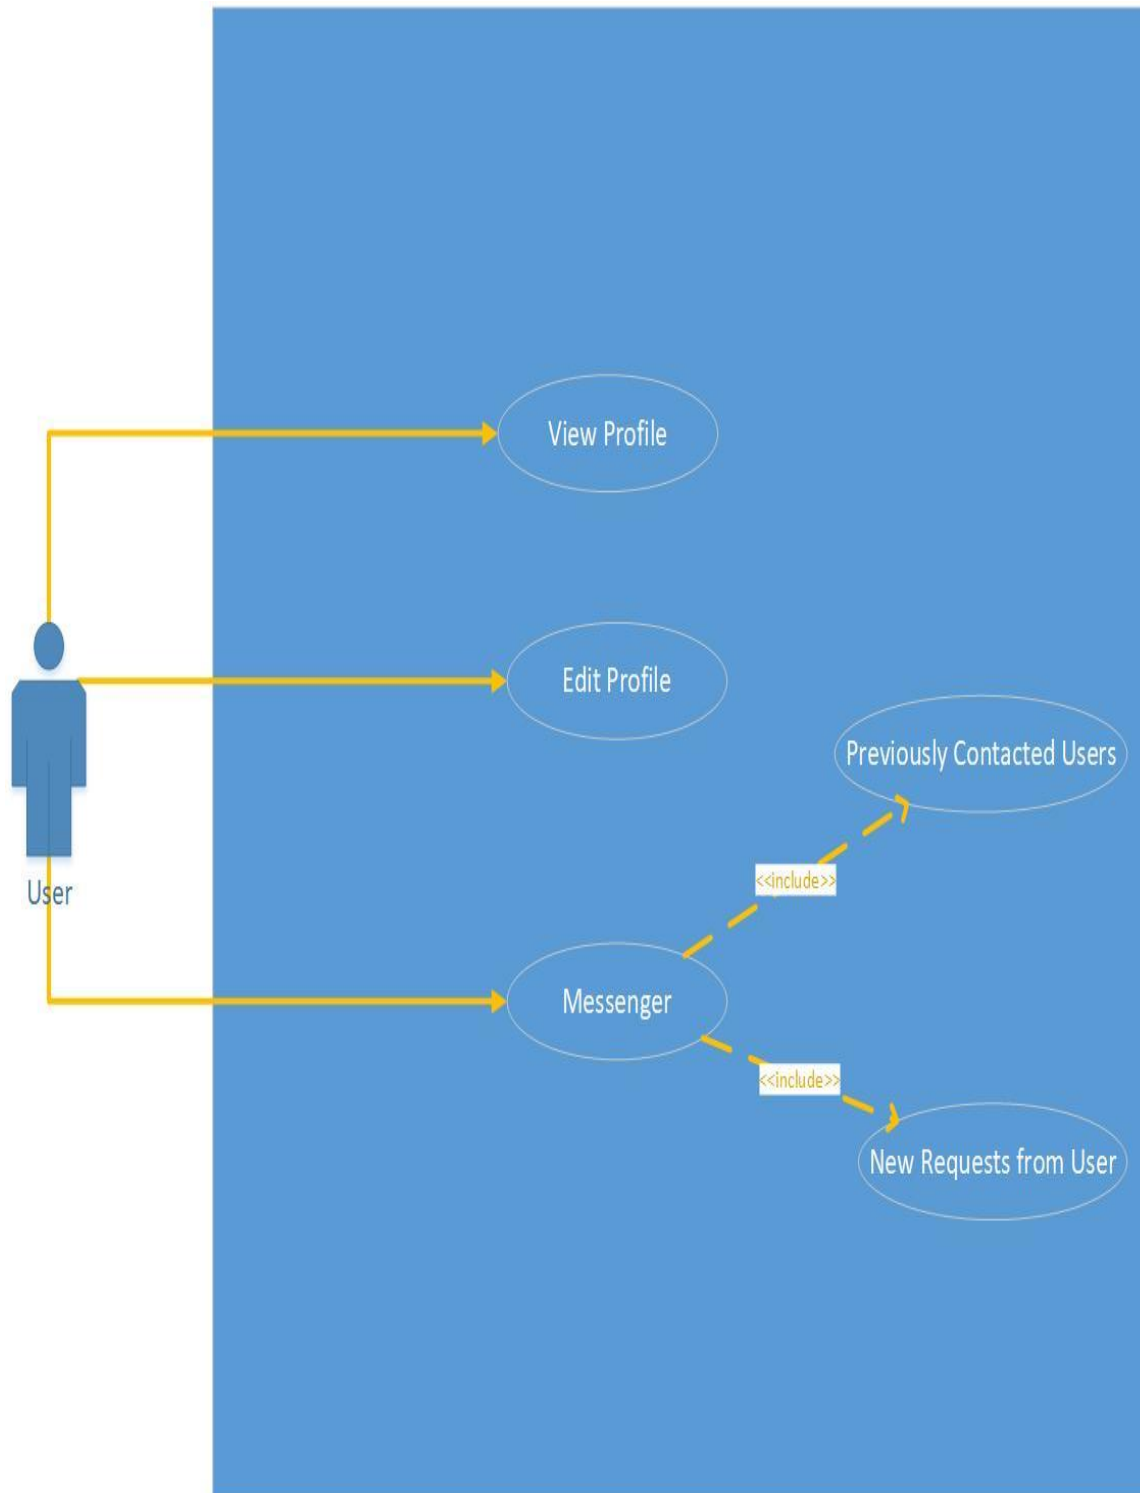 View Profile
Edit Profile
Previously Contacted Users
<<include>>
User
Messenger
<<include>>
New Requests from User